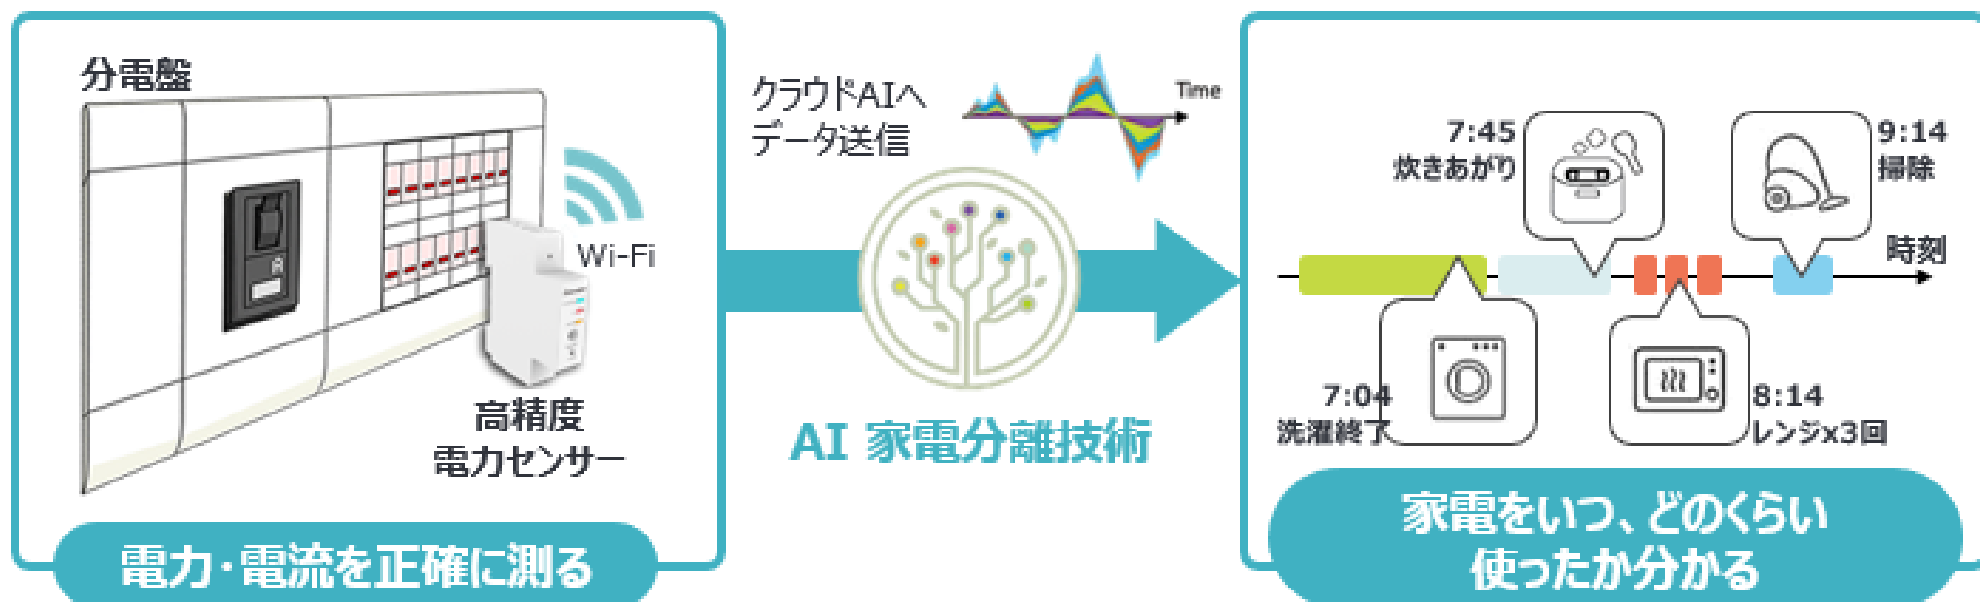 分電盤
Wi-Fi
高精度
電力センサー
電力・電流を正確に測る
クラウドAIへ
データ送信
Time
AI 家電分離技術
7:45
炊きあがり
9:14
掃除
時刻
7:04
洗濯終了
8:14
レンジx3回
家電をいつ、どのくらい
使ったか分かる